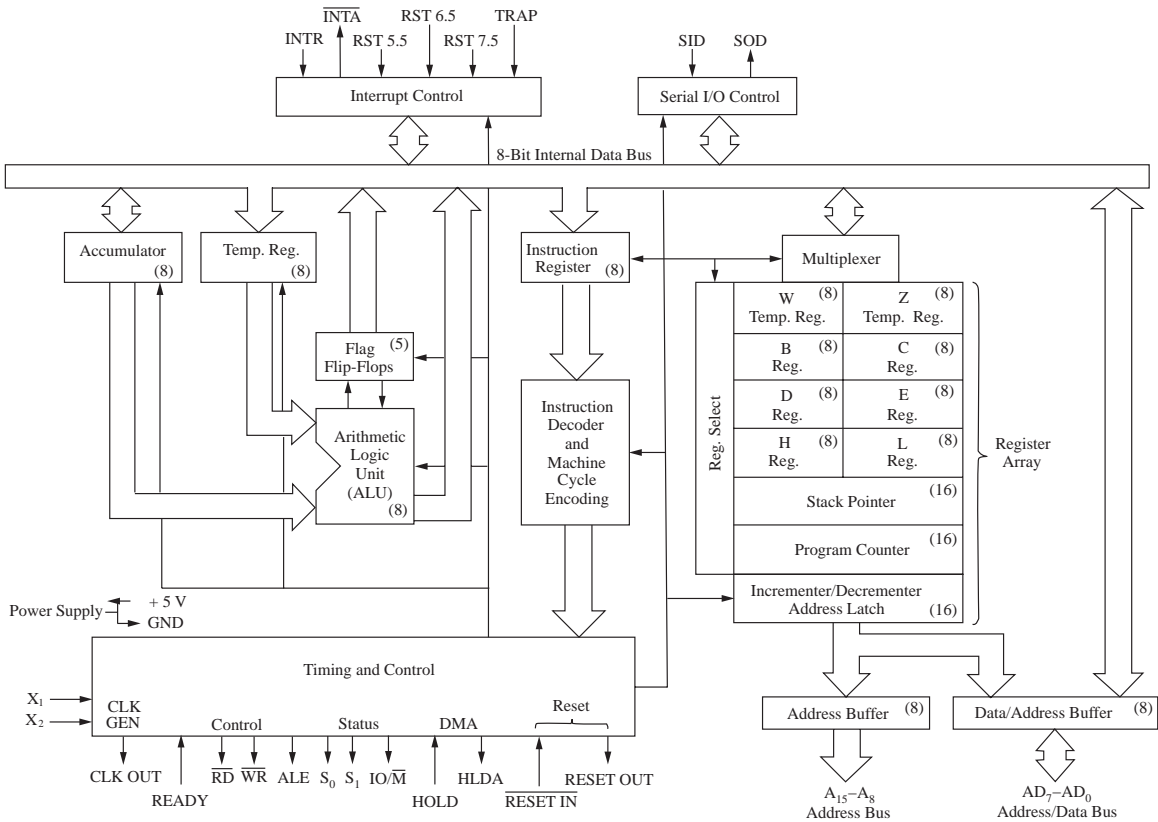 INTA
RST 6.5
TRAP
INTR
RST 5.5
RST 7.5
SID
SOD
Interrupt Control
Serial I/O Control
8-Bit Internal Data Bus
Accumulator
(8)
Temp. Reg.
(8)
Instruction
Register
(8)
Multiplexer
Flag
Flip-Flops
(5)
Arithmetic
Logic
Unit
(ALU)
(8)
Instruction
Decoder
and
Machine
Cycle
Encoding
Reg. Select
W (8)
Temp. Reg.
Z (8)
Temp. Reg.
B (8)
Reg.
C (8)
Reg.
D (8)
Reg.
E (8)
Reg.
H (8)
Reg.
L (8)
Reg.
Stack Pointer (16)
Program Counter (16)
Incrementer/Decrementer
Address Latch (16)
Register
Array
Power Supply
+ 5 V
GND
Timing and Control
X₁
X₂
CLK
GEN
Control
Status
DMA
Reset
CLK OUT
READY
RD
WR
ALE
S₀
S₁
IO/M
HOLD
HLDA
RESET IN
RESET OUT
Address Buffer (8)
Data/Address Buffer (8)
A₁₅–A₈
Address Bus
AD₇–AD₀
Address/Data Bus